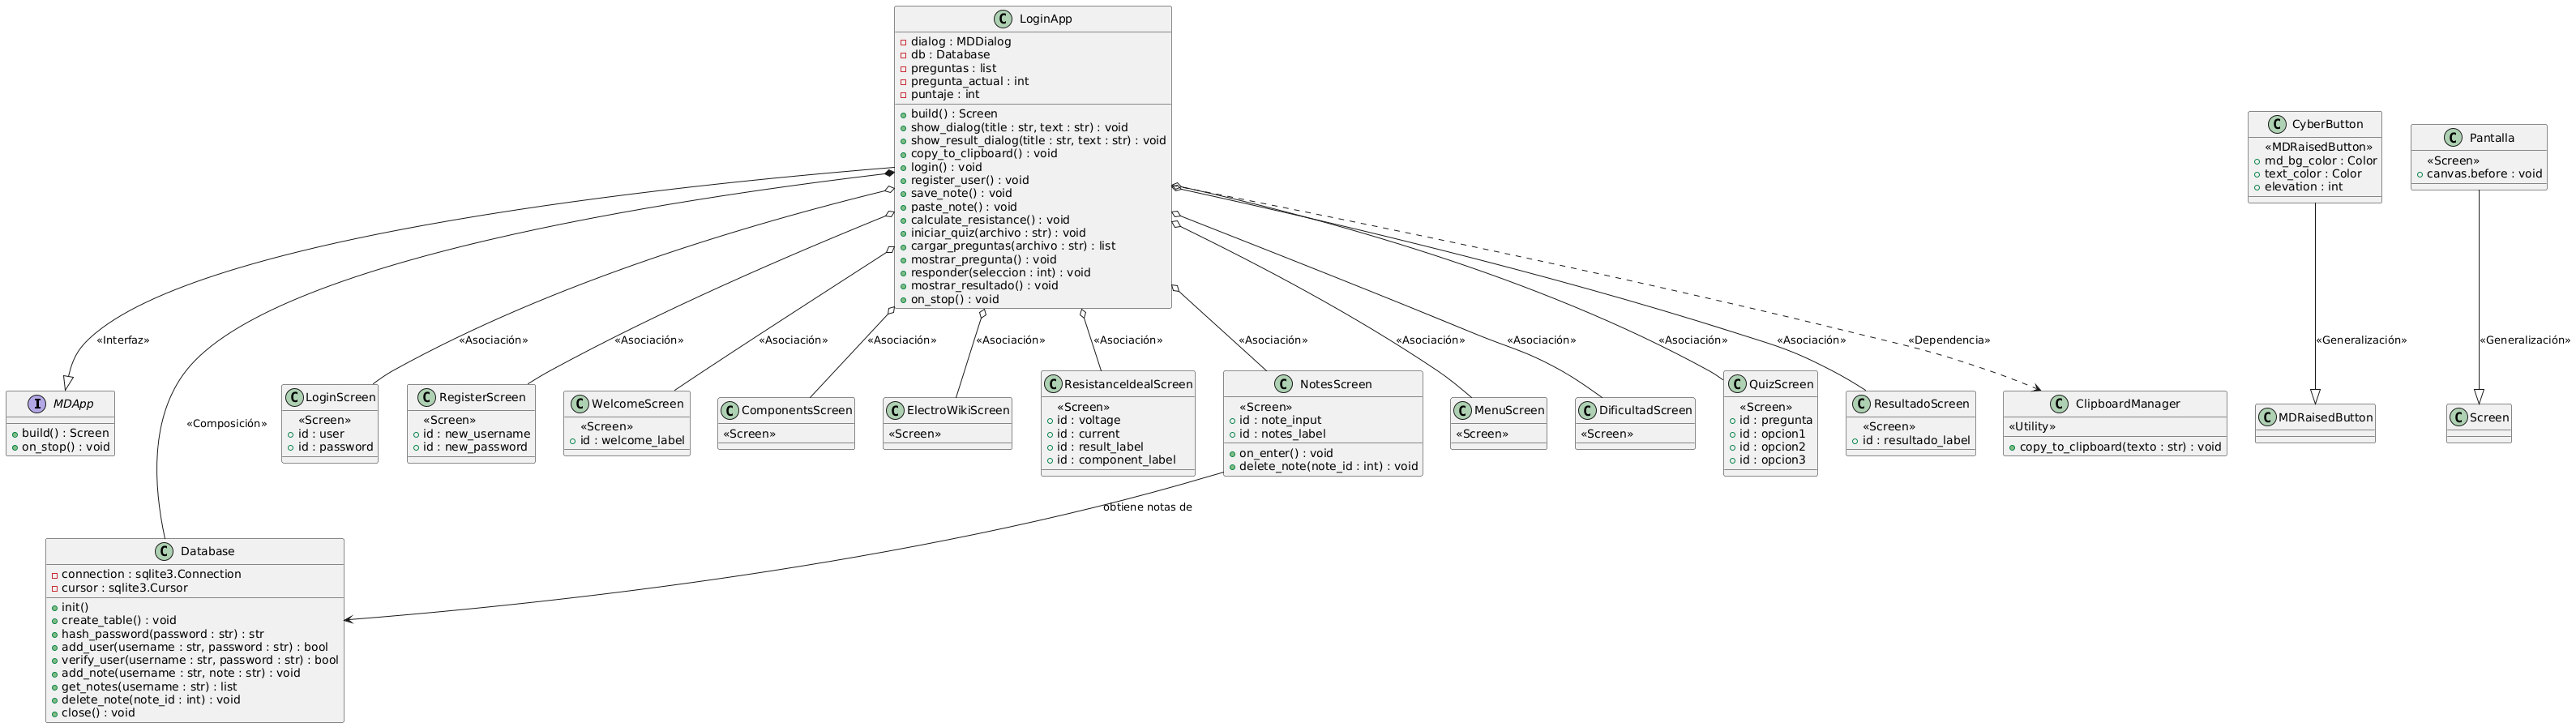 C LoginApp
dialog : MDDialog
db : Database
preguntas : list
pregunta_actual : int
puntaje : int
build() : Screen
show_dialog(title : str, text : str) : void
show_result_dialog(title : str, text : str) : void
copy_to_clipboard() : void
login() : void
register_user() : void
save_note() : void
paste_note() : void
calculate_resistance() : void
iniciar_quiz(archivo : str) : void
cargar_preguntas(archivo : str) : list
mostrar_pregunta() : void
responder(seleccion : int) : void
mostrar_resultado() : void
on_stop() : void
C CyberButton
«MDRaisedButton»
md_bg_color : Color
text_color : Color
elevation : int
C Pantalla
«Screen»
canvas.before : void
«Interfaz»
«Asociación»
«Asociación»
«Asociación»
«Asociación»
«Asociación»
«Asociación»
«Asociación»
«Asociación»
«Asociación»
«Asociación»
«Asociación»
«Dependencia»
«Generalización»
«Generalización»
I MDApp
build() : Screen
on_stop() : void
«Composición»
C LoginScreen
«Screen»
id : user
id : password
C RegisterScreen
«Screen»
id : new_username
id : new_password
C WelcomeScreen
«Screen»
id : welcome_label
C ComponentsScreen
«Screen»
C ElectroWikiScreen
«Screen»
C ResistanceIdealScreen
«Screen»
id : voltage
id : current
id : result_label
id : component_label
C NotesScreen
«Screen»
id : note_input
id : notes_label
on_enter() : void
delete_note(note_id : int) : void
C MenuScreen
«Screen»
C DificultadScreen
«Screen»
C QuizScreen
«Screen»
id : pregunta
id : opcion1
id : opcion2
id : opcion3
C ResultadoScreen
«Screen»
id : resultado_label
C ClipboardManager
«Utility»
copy_to_clipboard(texto : str) : void
C MDRaisedButton
C Screen
obtiene notas de
C Database
connection : sqlite3.Connection
cursor : sqlite3.Cursor
init()
create_table() : void
hash_password(password : str) : str
add_user(username : str, password : str) : bool
verify_user(username : str, password : str) : bool
add_note(username : str, note : str) : void
get_notes(username : str) : list
delete_note(note_id : int) : void
close() : void